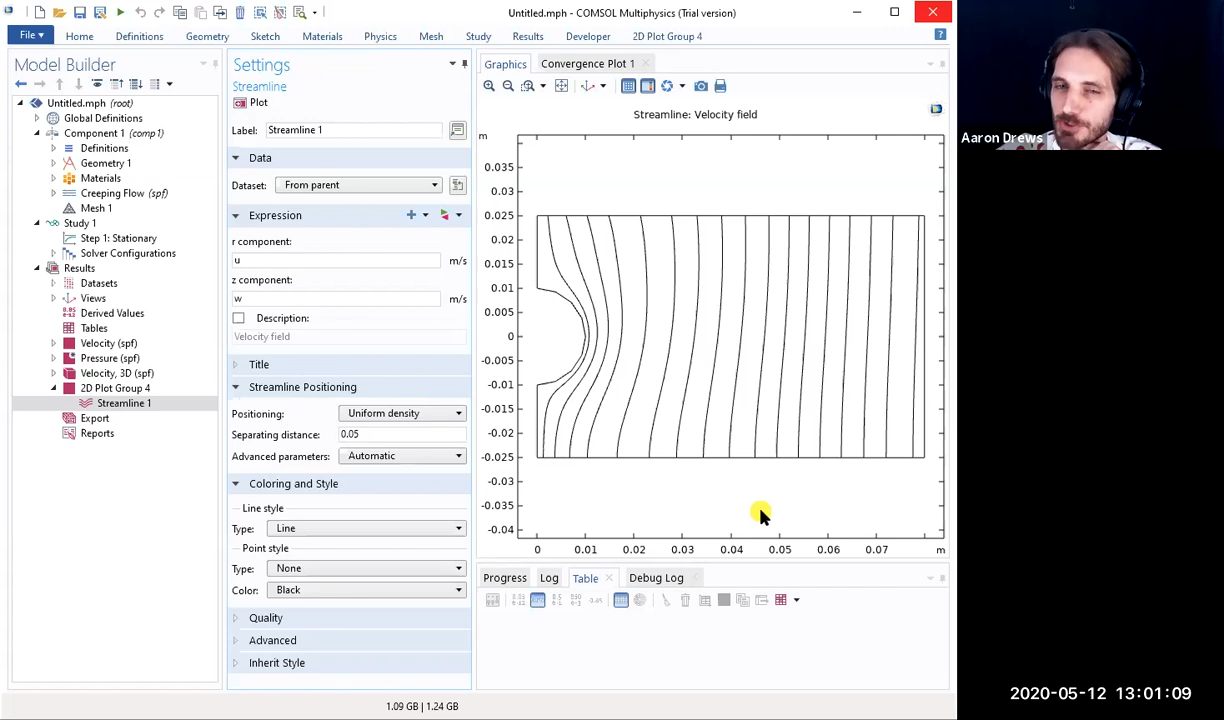 Untitled.mph - COMSOL Multiphysics (Trial version)
File
Home
Definitions
Geometry
Sketch
Materials
Physics
Mesh
Study
Results
Developer
2D Plot Group 4
Model Builder
Untitled.mph (root)
Global Definitions
Component 1 (comp1)
Definitions
Geometry 1
Materials
Creeping Flow (spf)
Mesh 1
Study 1
Step 1: Stationary
Solver Configurations
Results
Datasets
Views
Derived Values
Tables
Velocity (spf)
Pressure (spf)
Velocity, 3D (spf)
2D Plot Group 4
Streamline 1
Export
Reports
Settings
Streamline
Plot
Label: Streamline 1
Data
Dataset: From parent
Expression
r component:
u m/s
z component:
w m/s
Description:
Velocity field
Title
Streamline Positioning
Positioning: Uniform density
Separating distance: 0.05
Advanced parameters: Automatic
Coloring and Style
Line style
Type: Line
Point style
Type: None
Color: Black
Quality
Advanced
Inherit Style
Graphics
Convergence Plot 1
Streamline: Velocity field
m
0.035
0.03
0.025
0.02
0.015
0.01
0.005
0
-0.005
-0.01
-0.015
-0.02
-0.025
-0.03
-0.035
-0.04
0 0.01 0.02 0.03 0.04 0.05 0.06 0.07 m
Progress
Log
Table
Debug Log
1.09 GB | 1.24 GB
Aaron Drews
2020-05-12 13:01:09